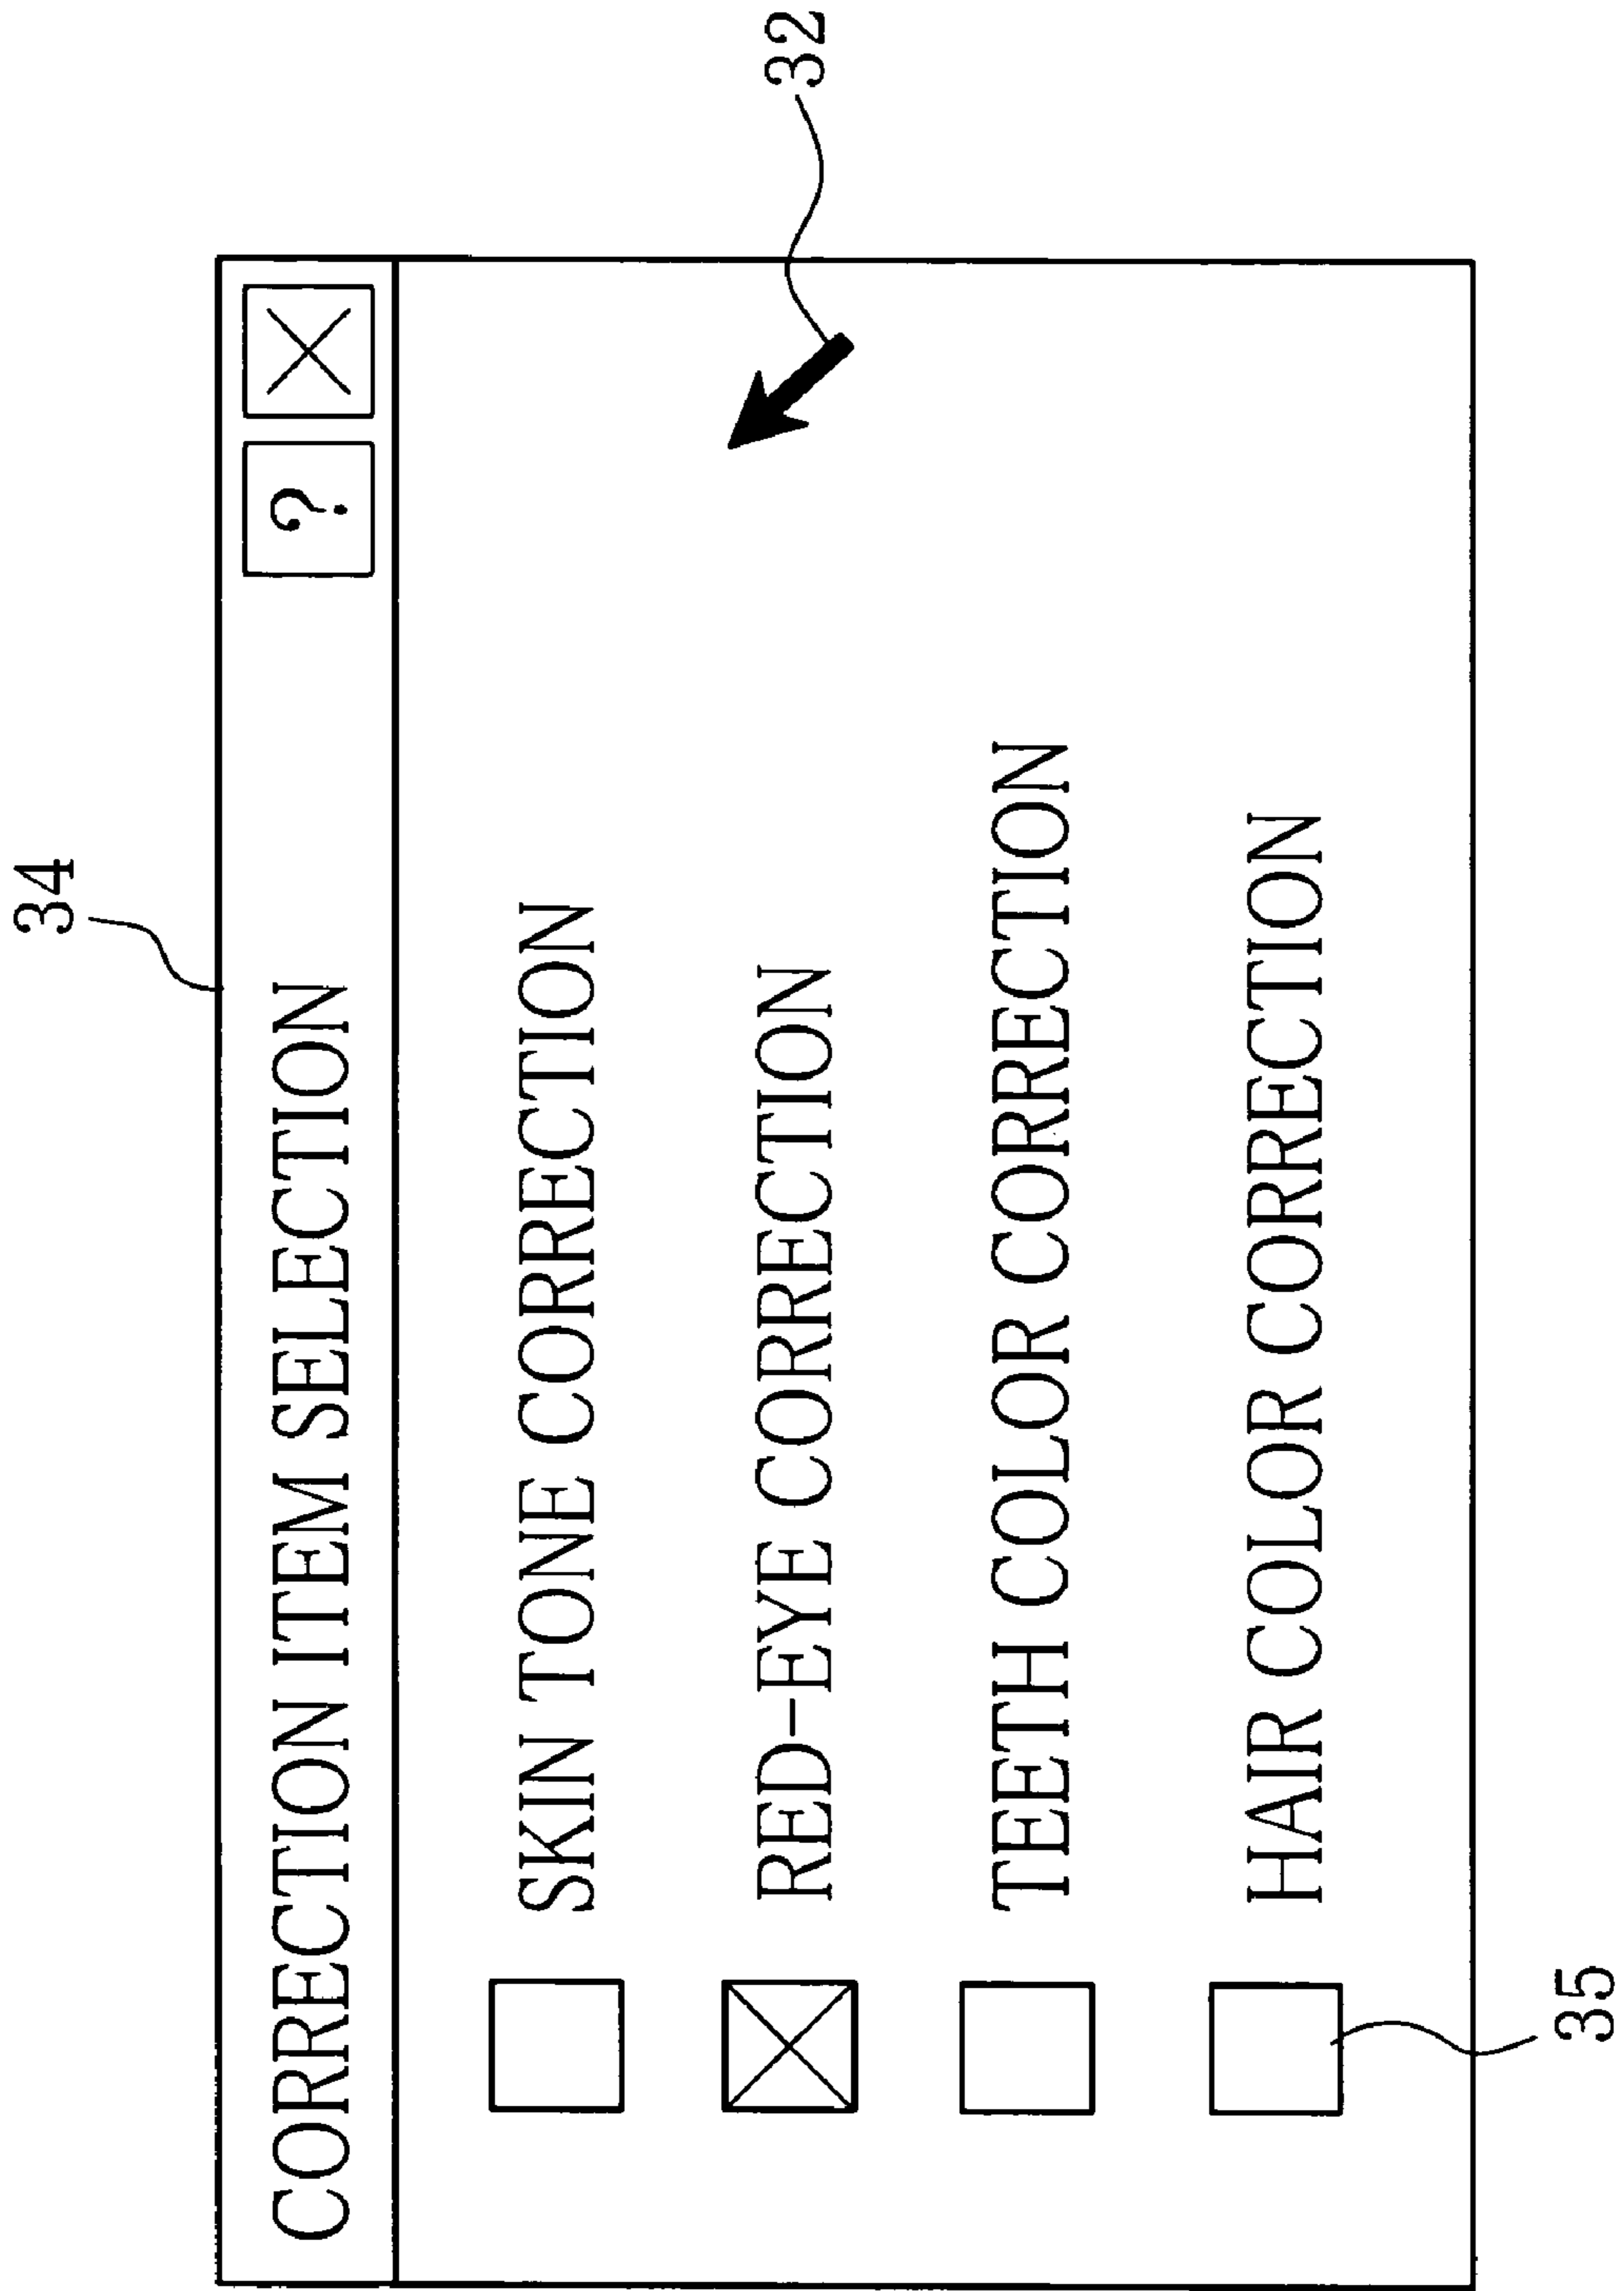 34
CORRECTION ITEM SELECTION ?
SKIN TONE CORRECTION
RED-EYE CORRECTION
32
TEETH COLOR CORRECTION
HAIR COLOR CORRECTION
35